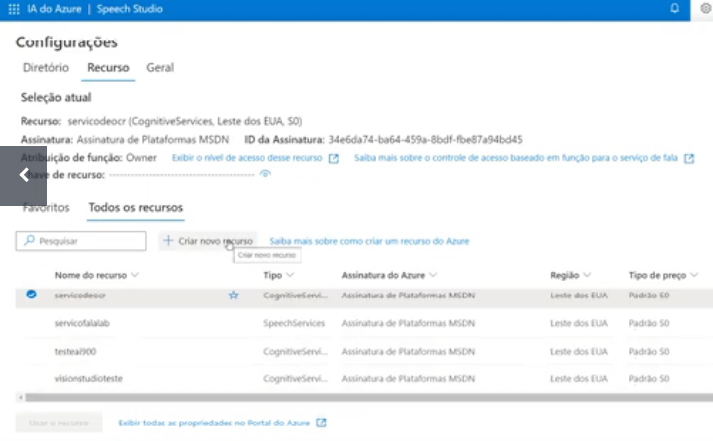 IA do Azure | Speech Studio
Configurações
Diretório Recurso Geral
Seleção atual
Recurso: servicodeocr (CognitiveServices, Leste dos EUA, S0)
Assinatura: Assinatura de Plataformas MSDN ID da Assinatura: 34e6da74-ba64-459a-8bdf-fbe87a94bd45
Atribuição de função: Owner Exibir o nível de acesso desse recurso Saiba mais sobre o controle de acesso baseado em função para o serviço de fala
have de recurso: ------------------------------------
Favoritos Todos os recursos
Pesquisar + Criar novo recurso Saiba mais sobre como criar um recurso do Azure
Criar novo recurso
Nome do recurso Tipo Assinatura do Azure Região Tipo de preço
servicodeocr CognitiveServi... Assinatura de Plataformas MSDN Leste dos EUA Padrão S0
servicofalalab SpeechServices Assinatura de Plataformas MSDN Leste dos EUA Padrão S0
testeal900 CognitiveServi... Assinatura de Plataformas MSDN Leste dos EUA Padrão S0
visionstudioteste CognitiveServi... Assinatura de Plataformas MSDN Leste dos EUA Padrão S0
Usar o recurso Exibir todas as propriedades no Portal do Azure